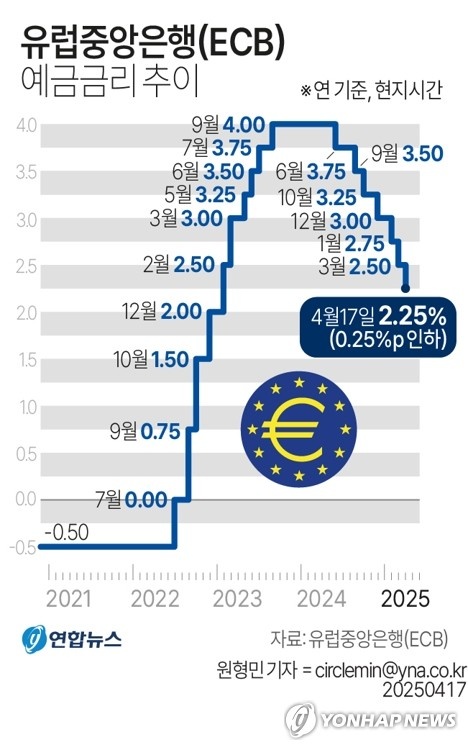 유럽중앙은행(ECB)
예금금리 추이
※연 기준, 현지시간
4.0
3.5
3.0
2.5
2.0
1.5
1.0
0.5
0.0
-0.5
9월 4.00
7월 3.75
6월 3.50
5월 3.25
3월 3.00
2월 2.50
12월 2.00
10월 1.50
9월 0.75
7월 0.00
-0.50
9월 3.50
6월 3.75
10월 3.25
12월 3.00
1월 2.75
3월 2.50
4월17일 2.25%
(0.25%p 인하)
€
2021 2022 2023 2024 2025
연합뉴스
자료: 유럽중앙은행(ECB)
원형민 기자 = circlemin@yna.co.kr
20250417
YONHAP NEWS